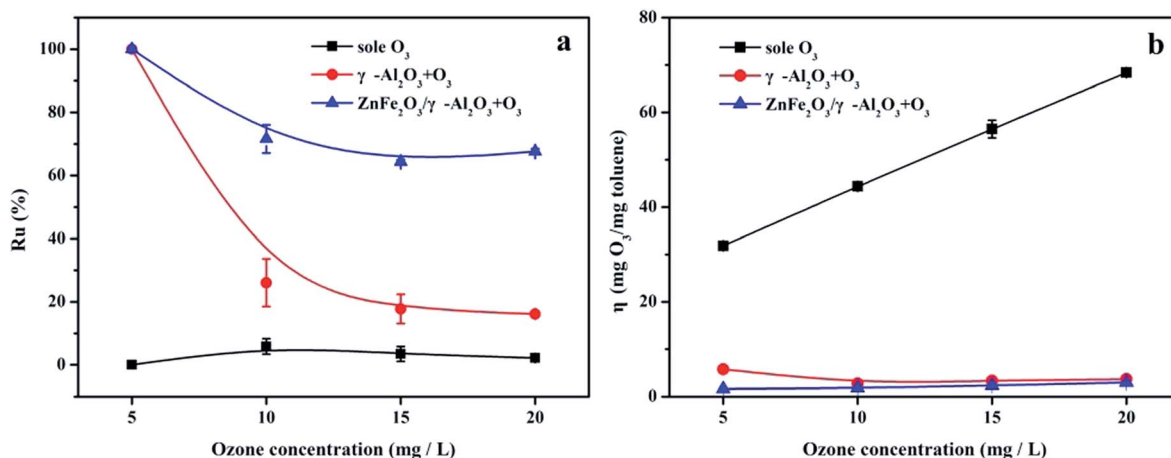 a
sole O₃
γ -Al₂O₃+O₃
ZnFe₂O₃/γ -Al₂O₃+O₃
100
80
60
40
20
0
Ru (%)
5 10 15 20
Ozone concentration (mg / L)
b
sole O₃
γ -Al₂O₃+O₃
ZnFe₂O₃/γ -Al₂O₃+O₃
80
60
40
20
0
η (mg O₃/mg toluene)
5 10 15 20
Ozone concentration (mg / L)